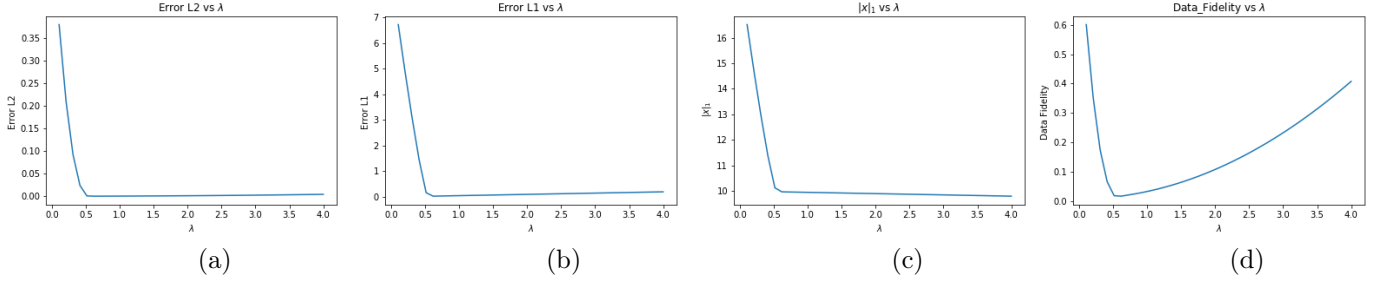 Error L2 vs λ
Error L2
0.35
0.30
0.25
0.20
0.15
0.10
0.05
0.00
0.0 0.5 1.0 1.5 2.0 2.5 3.0 3.5 4.0
λ
(a)
Error L1 vs λ
Error L1
7
6
5
4
3
2
1
0
0.0 0.5 1.0 1.5 2.0 2.5 3.0 3.5 4.0
λ
(b)
|x|₁ vs λ
|x|₁
16
15
14
13
12
11
10
0.0 0.5 1.0 1.5 2.0 2.5 3.0 3.5 4.0
λ
(c)
Data_Fidelity vs λ
Data Fidelity
0.6
0.5
0.4
0.3
0.2
0.1
0.0
0.0 0.5 1.0 1.5 2.0 2.5 3.0 3.5 4.0
λ
(d)